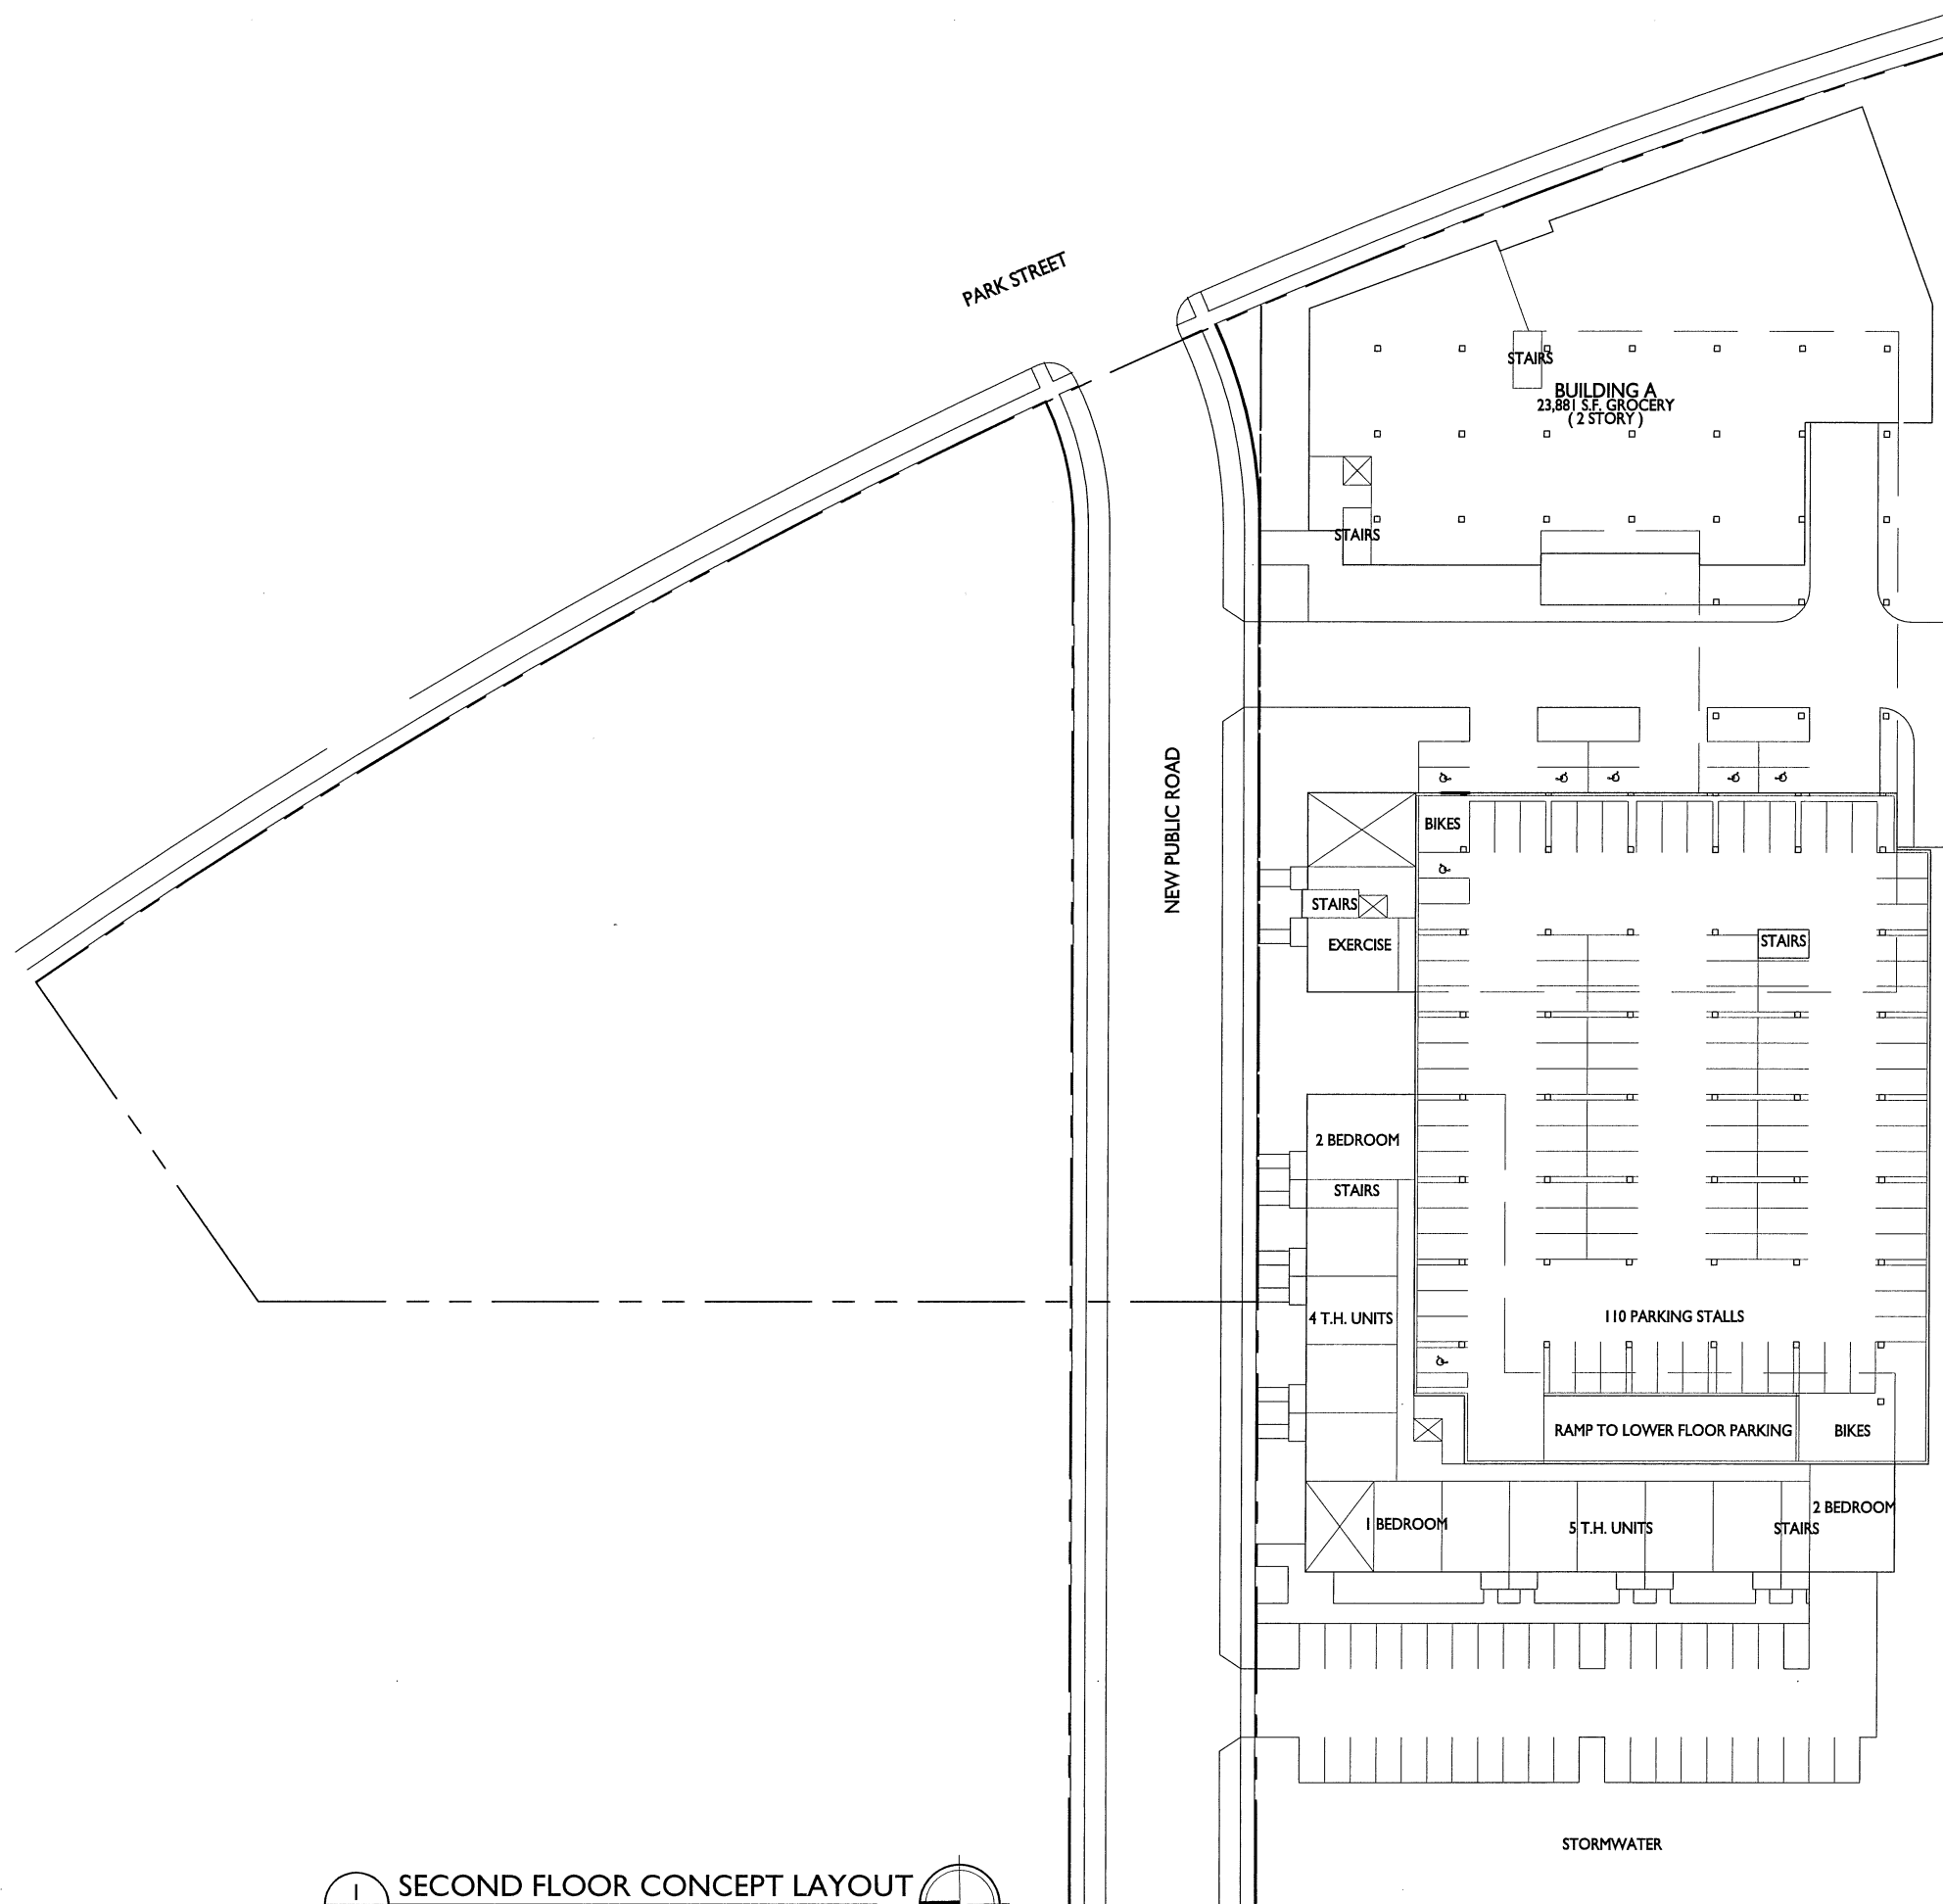 PARK STREET
STAIRS
BUILDING A
23,881 S.F. GROCERY
( 2 STORY )
STAIRS
NEW PUBLIC ROAD
BIKES
STAIRS
EXERCISE
STAIRS
2 BEDROOM
STAIRS
4 T.H. UNITS
110 PARKING STALLS
RAMP TO LOWER FLOOR PARKING
BIKES
2 BEDROOM
1 BEDROOM
5 T.H. UNITS
STAIRS
STORMWATER
1
SECOND FLOOR CONCEPT LAYOUT